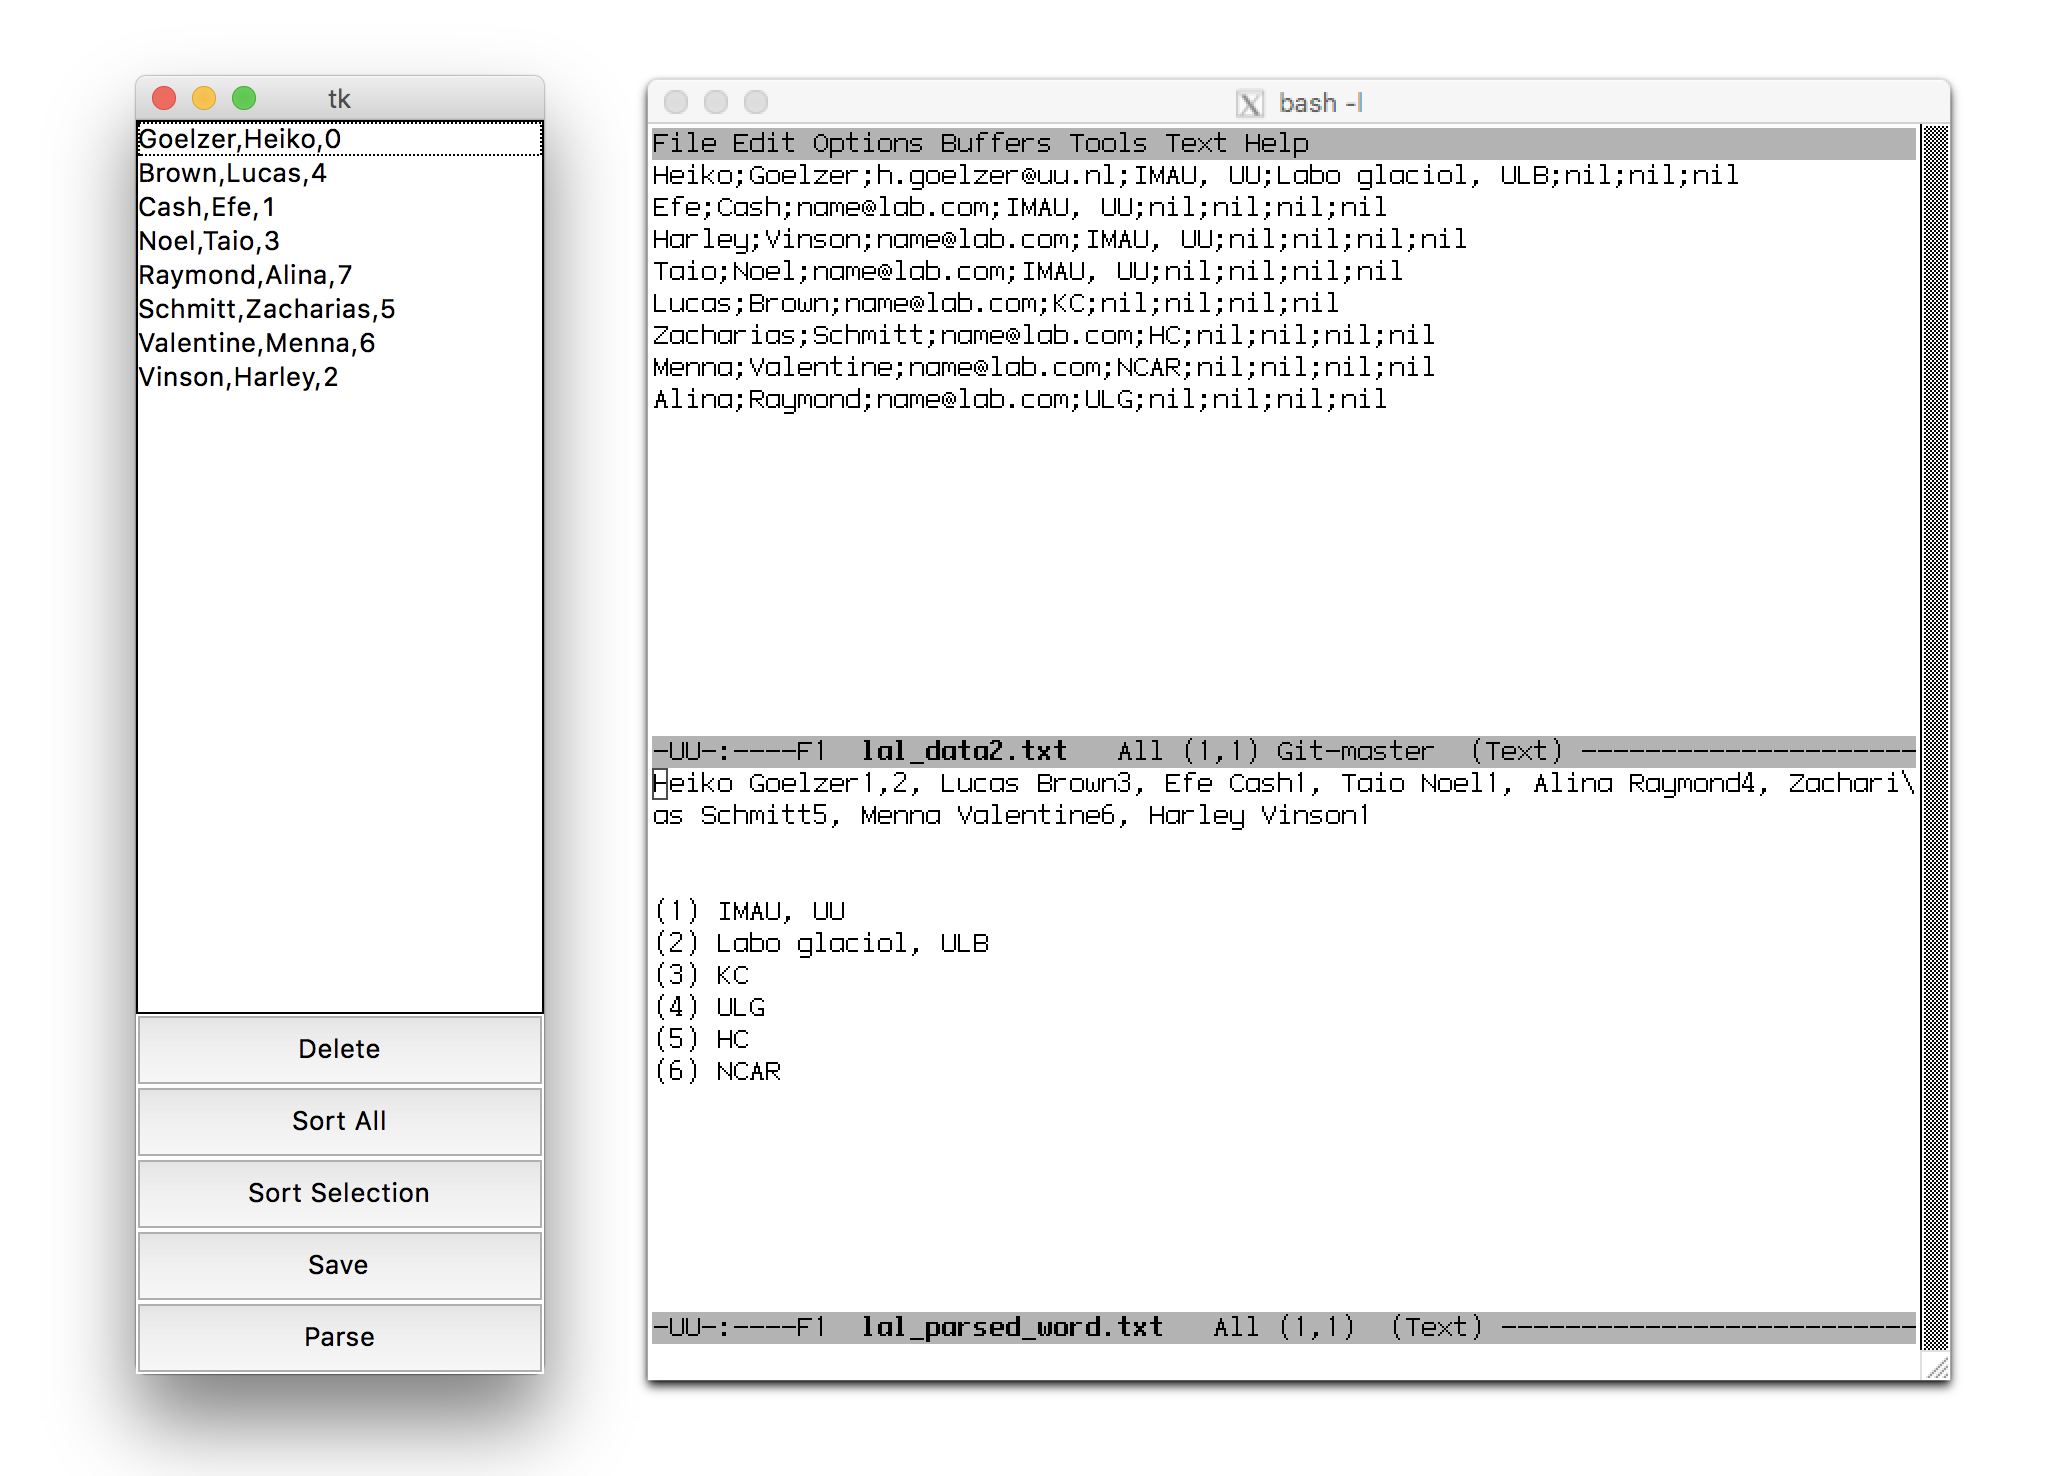 tk
Goelzer,Heiko,0
Brown,Lucas,4
Cash,Efe,1
Noel,Taio,3
Raymond,Alina,7
Schmitt,Zacharias,5
Valentine,Menna,6
Vinson,Harley,2
Delete
Sort All
Sort Selection
Save
Parse
X bash -l
File Edit Options Buffers Tools Text Help
Heiko;Goelzer;h.goelzer@uu.nl;IMAU, UU;Labo glaciol, ULB;nil;nil;nil
Efe;Cash;name@lab.com;IMAU, UU;nil;nil;nil;nil
Harley;Vinson;name@lab.com;IMAU, UU;nil;nil;nil;nil
Taio;Noel;name@lab.com;IMAU, UU;nil;nil;nil;nil
Lucas;Brown;name@lab.com;KC;nil;nil;nil;nil
Zacharias;Schmitt;name@lab.com;HC;nil;nil;nil;nil
Menna;Valentine;name@lab.com;NCAR;nil;nil;nil;nil
Alina;Raymond;name@lab.com;ULG;nil;nil;nil;nil
-UU-:----F1  lal_data2.txt   All (1,1) Git-master  (Text) ---------------------
Heiko Goelzer1,2, Lucas Brown3, Efe Cash1, Taio Noel1, Alina Raymond4, Zachari\
as Schmitt5, Menna Valentine6, Harley Vinson1
(1) IMAU, UU
(2) Labo glaciol, ULB
(3) KC
(4) ULG
(5) HC
(6) NCAR
-UU-:----F1  lal_parsed_word.txt   All (1,1)  (Text) --------------------------